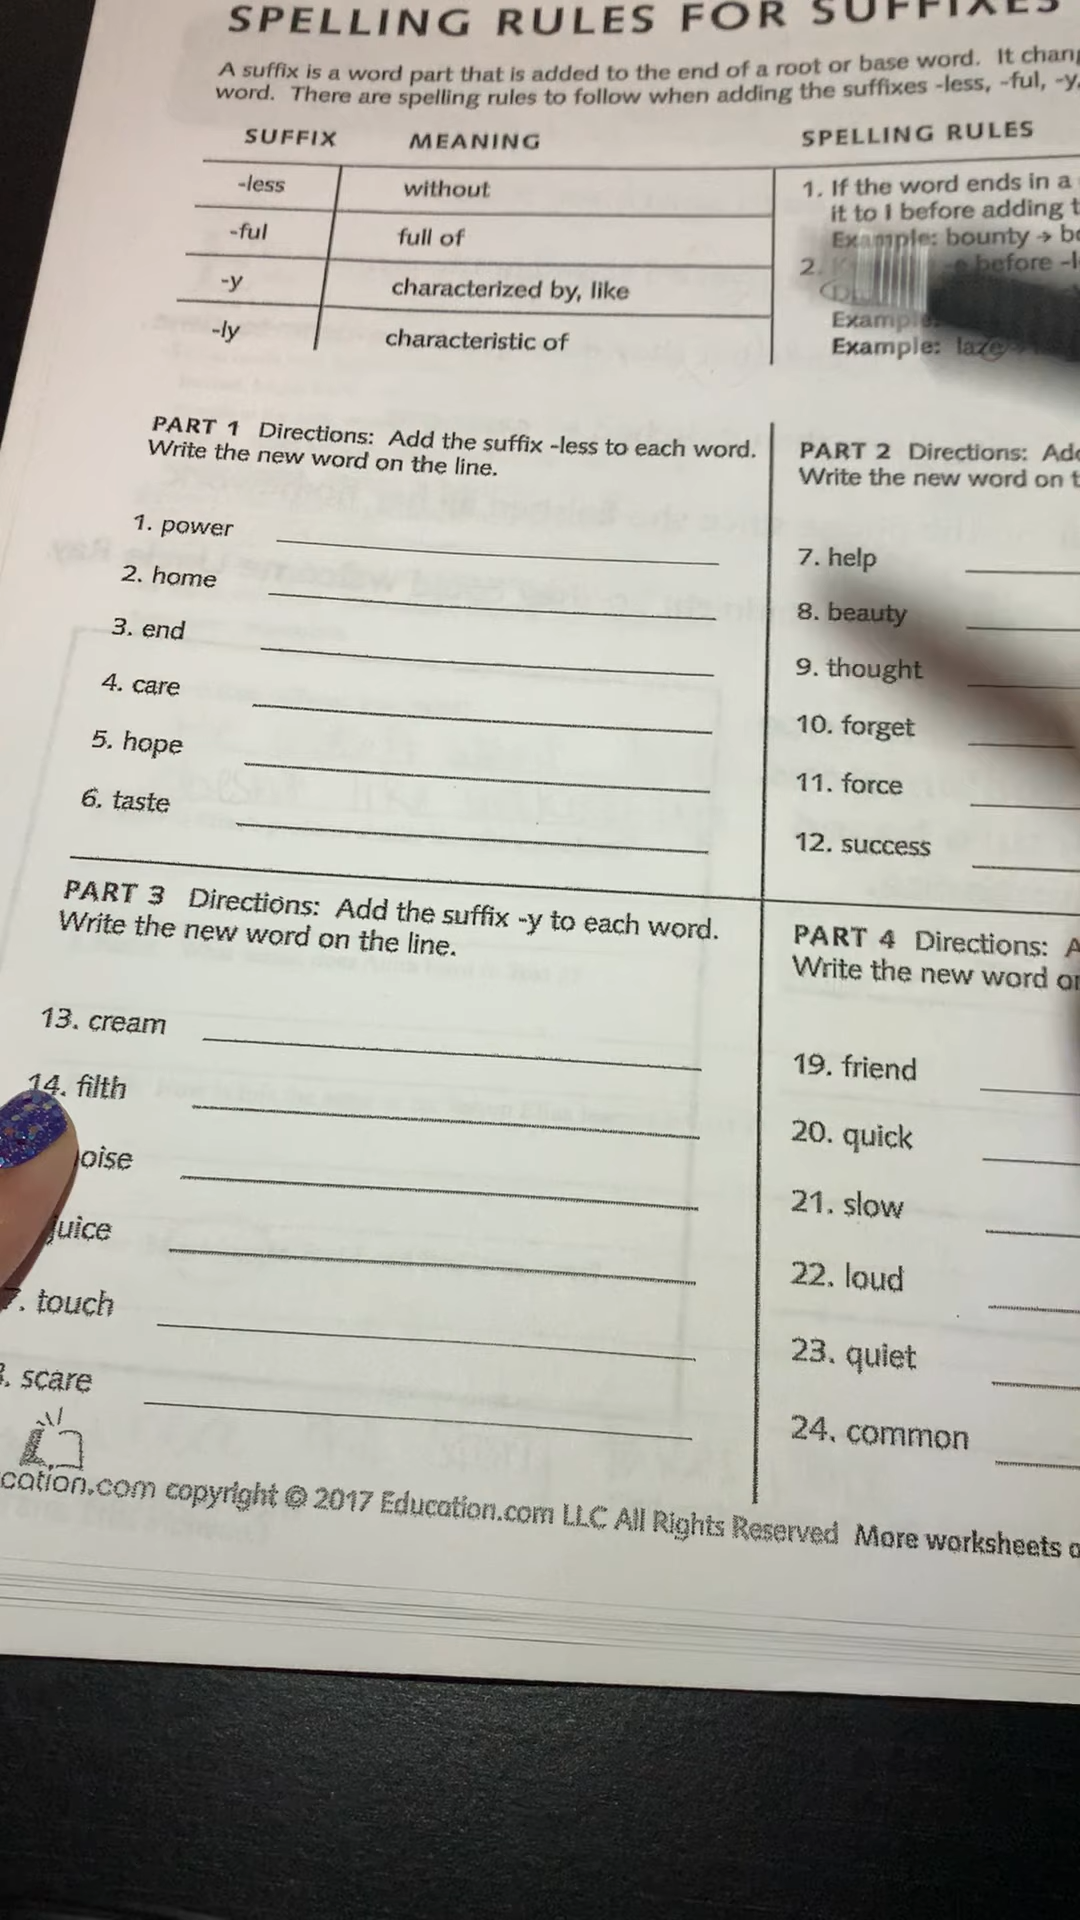 SPELLING RULES FOR SUFFIXES
A suffix is a word part that is added to the end of a root or base word. It
word. There are spelling rules to follow when adding the suffixes -less, -ful, -y,
SUFFIX MEANING
-less without
-ful full of
-y characterized by, like
-ly characteristic of
SPELLING RULES
1. If the word ends in a
it to I before adding
Example: bounty →
2. before
Example: laze
PART 1 Directions: Add the suffix -less to each word.
Write the new word on the line.
1. power
2. home
3. end
4. care
5. hope
6. taste
PART 2 Directions:
Write the new word on
7. help
8. beauty
9. thought
10. forget
11. force
12. success
PART 3 Directions: Add the suffix -y to each word.
Write the new word on the line.
13. cream
14. filth
oise
juice
. touch
. scare
PART 4 Directions:
Write the new word
19. friend
20. quick
21. slow
22. loud
23. quiet
24. common
cation.com copyright © 2017 Education.com LLC All Rights Reserved More worksheets